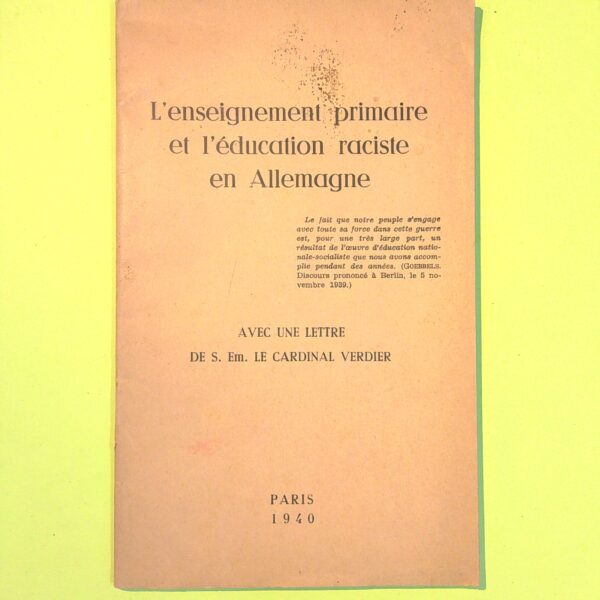 L'enseignement primaire
et l'éducation raciste
en Allemagne
Le fait que notre peuple s'engage
avec toute sa force dans cette guerre
est, pour une très large part, un
résultat de l'œuvre d'éducation natio-
nale-socialiste que nous avons accom-
plie pendant des années. (GOEBBELS.
Discours prononcé à Berlin, le 5 no-
vembre 1939.)
AVEC UNE LETTRE
DE S. Em. LE CARDINAL VERDIER
PARIS
1940